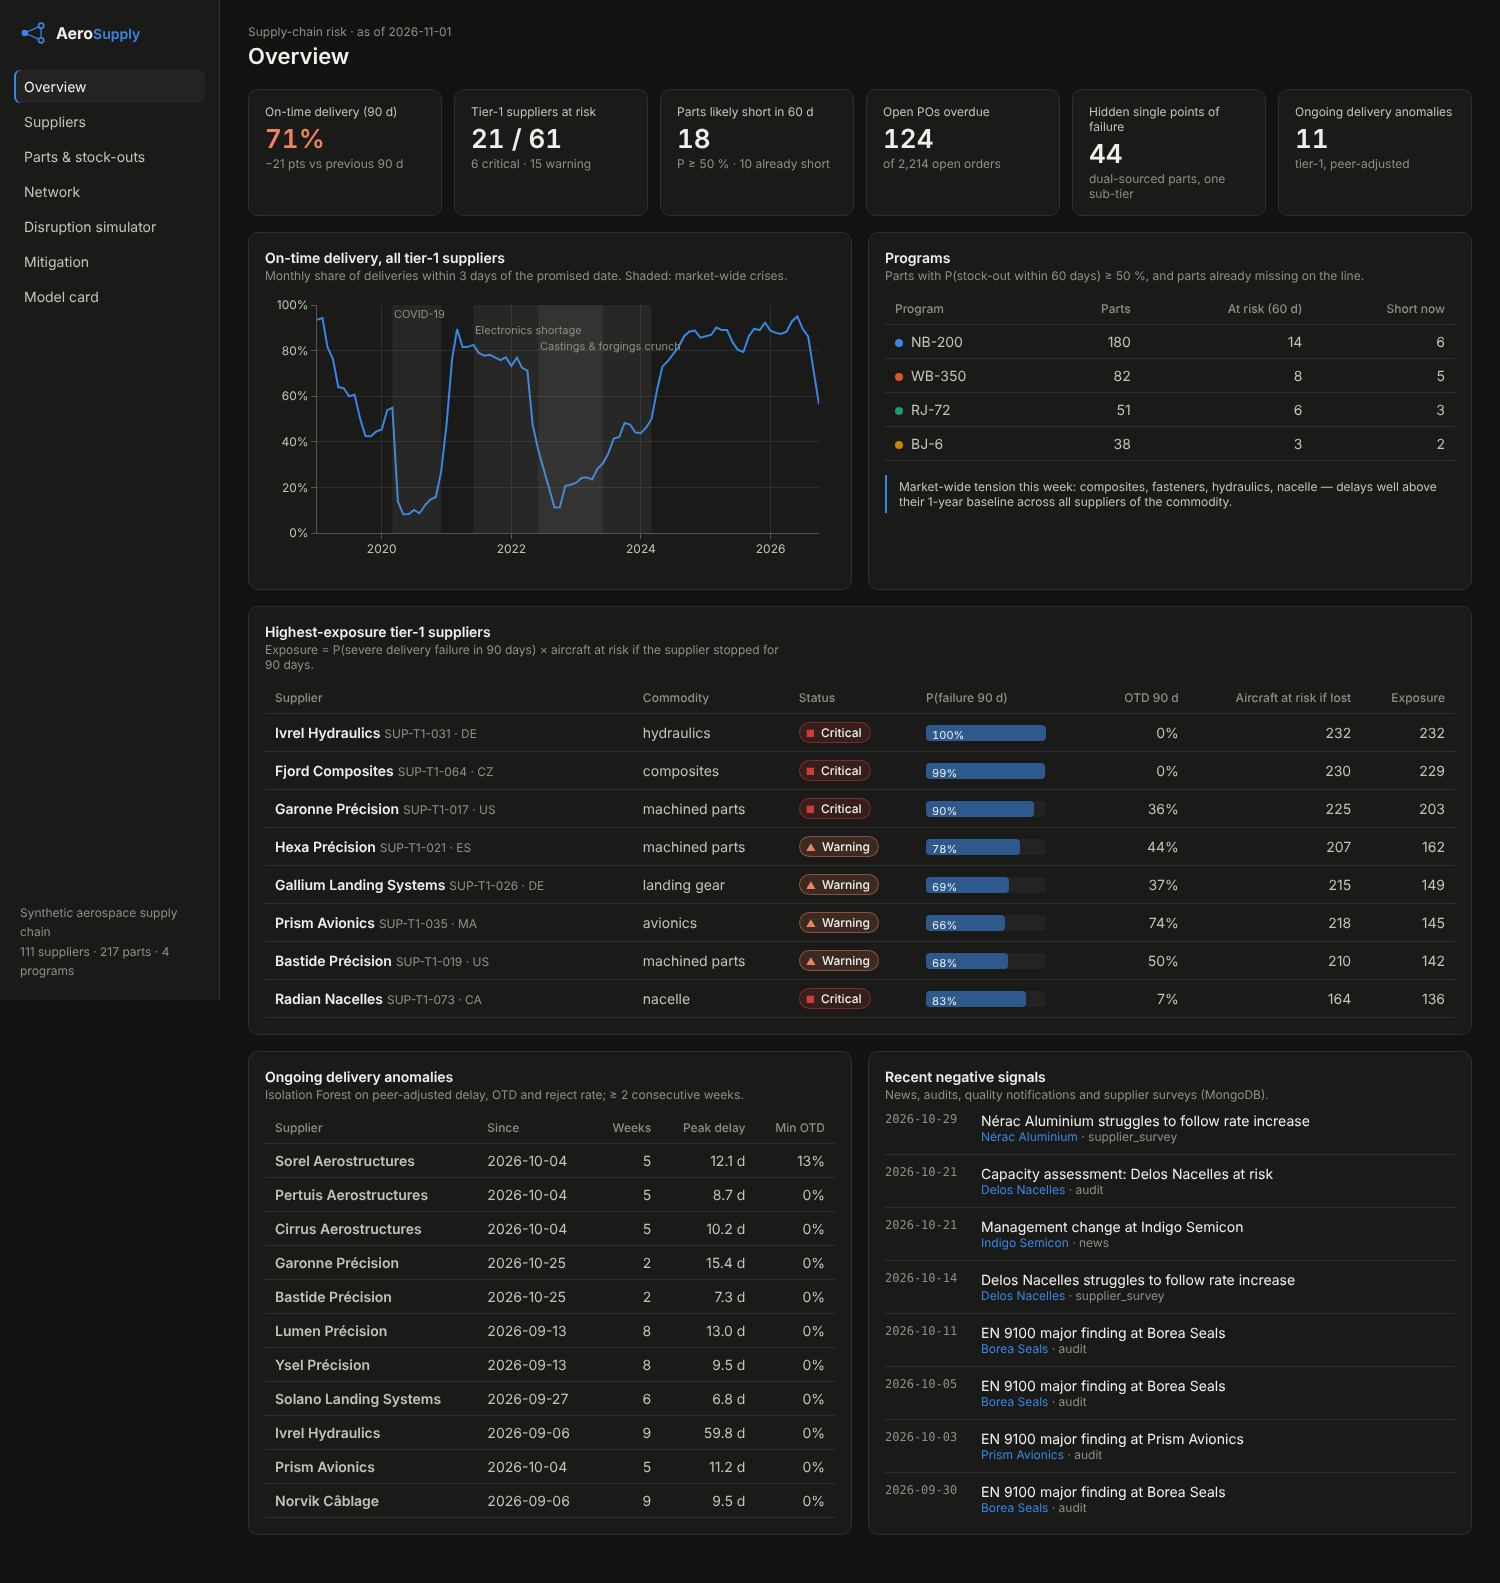 AeroSupply
Overview
Suppliers
Parts & stock-outs
Network
Disruption simulator
Mitigation
Model card
Synthetic aerospace supply
chain
111 suppliers · 217 parts · 4
programs
Supply-chain risk · as of 2026-11-01
Overview
On-time delivery (90 d)
71%
−21 pts vs previous 90 d
Tier-1 suppliers at risk
21 / 61
6 critical · 15 warning
Parts likely short in 60 d
18
P ≥ 50 % · 10 already short
Open POs overdue
124
of 2,214 open orders
Hidden single points of
failure
44
dual-sourced parts, one
sub-tier
Ongoing delivery anomalies
11
tier-1, peer-adjusted
On-time delivery, all tier-1 suppliers
Monthly share of deliveries within 3 days of the promised date. Shaded: market-wide crises.
100%
80%
60%
40%
20%
0%
COVID-19
Electronics shortage
Castings & forgings crunch
2020 2022 2024 2026
Programs
Parts with P(stock-out within 60 days) ≥ 50 %, and parts already missing on the line.
Program Parts At risk (60 d) Short now
NB-200 180 14 6
WB-350 82 8 5
RJ-72 51 6 3
BJ-6 38 3 2
Market-wide tension this week: composites, fasteners, hydraulics, nacelle — delays well above
their 1-year baseline across all suppliers of the commodity.
Highest-exposure tier-1 suppliers
Exposure = P(severe delivery failure in 90 days) × aircraft at risk if the supplier stopped for
90 days.
Supplier Commodity Status P(failure 90 d) OTD 90 d Aircraft at risk if lost Exposure
Ivrel Hydraulics SUP-T1-031 · DE hydraulics Critical 100% 0% 232 232
Fjord Composites SUP-T1-064 · CZ composites Critical 99% 0% 230 229
Garonne Précision SUP-T1-017 · US machined parts Critical 90% 36% 225 203
Hexa Précision SUP-T1-021 · ES machined parts Warning 78% 44% 207 162
Gallium Landing Systems SUP-T1-026 · DE landing gear Warning 69% 37% 215 149
Prism Avionics SUP-T1-035 · MA avionics Warning 66% 74% 218 145
Bastide Précision SUP-T1-019 · US machined parts Warning 68% 50% 210 142
Radian Nacelles SUP-T1-073 · CA nacelle Critical 83% 7% 164 136
Ongoing delivery anomalies
Isolation Forest on peer-adjusted delay, OTD and reject rate; ≥ 2 consecutive weeks.
Supplier Since Weeks Peak delay Min OTD
Sorel Aerostructures 2026-10-04 5 12.1 d 13%
Pertuis Aerostructures 2026-10-04 5 8.7 d 0%
Cirrus Aerostructures 2026-10-04 5 10.2 d 0%
Garonne Précision 2026-10-25 2 15.4 d 0%
Bastide Précision 2026-10-25 2 7.3 d 0%
Lumen Précision 2026-09-13 8 13.0 d 0%
Ysel Précision 2026-09-13 8 9.5 d 0%
Solano Landing Systems 2026-09-27 6 6.8 d 0%
Ivrel Hydraulics 2026-09-06 9 59.8 d 0%
Prism Avionics 2026-10-04 5 11.2 d 0%
Norvik Câblage 2026-09-06 9 9.5 d 0%
Recent negative signals
News, audits, quality notifications and supplier surveys (MongoDB).
2026-10-29 Nérac Aluminium struggles to follow rate increase
Nérac Aluminium · supplier_survey
2026-10-21 Capacity assessment: Delos Nacelles at risk
Delos Nacelles · audit
2026-10-21 Management change at Indigo Semicon
Indigo Semicon · news
2026-10-14 Delos Nacelles struggles to follow rate increase
Delos Nacelles · supplier_survey
2026-10-11 EN 9100 major finding at Borea Seals
Borea Seals · audit
2026-10-05 EN 9100 major finding at Borea Seals
Borea Seals · audit
2026-10-03 EN 9100 major finding at Prism Avionics
Prism Avionics · audit
2026-09-30 EN 9100 major finding at Borea Seals
Borea Seals · audit